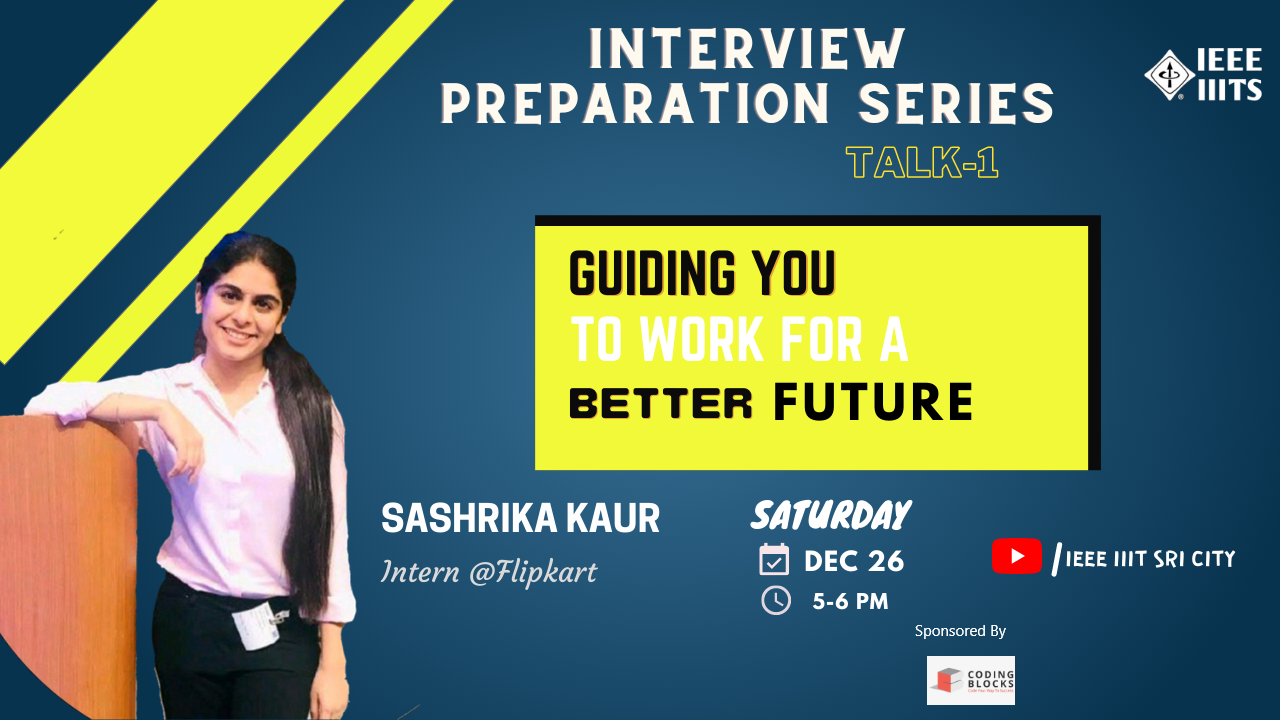 INTERVIEW
PREPARATION SERIES
TALK-1
IEEE
IIITS
GUIDING YOU
TO WORK FOR A
BETTER FUTURE
SASHRIKA KAUR
Intern @Flipkart
SATURDAY
DEC 26
5-6 PM
/IEEE IIIT SRI CITY
Sponsored By
CODING
BLOCKS